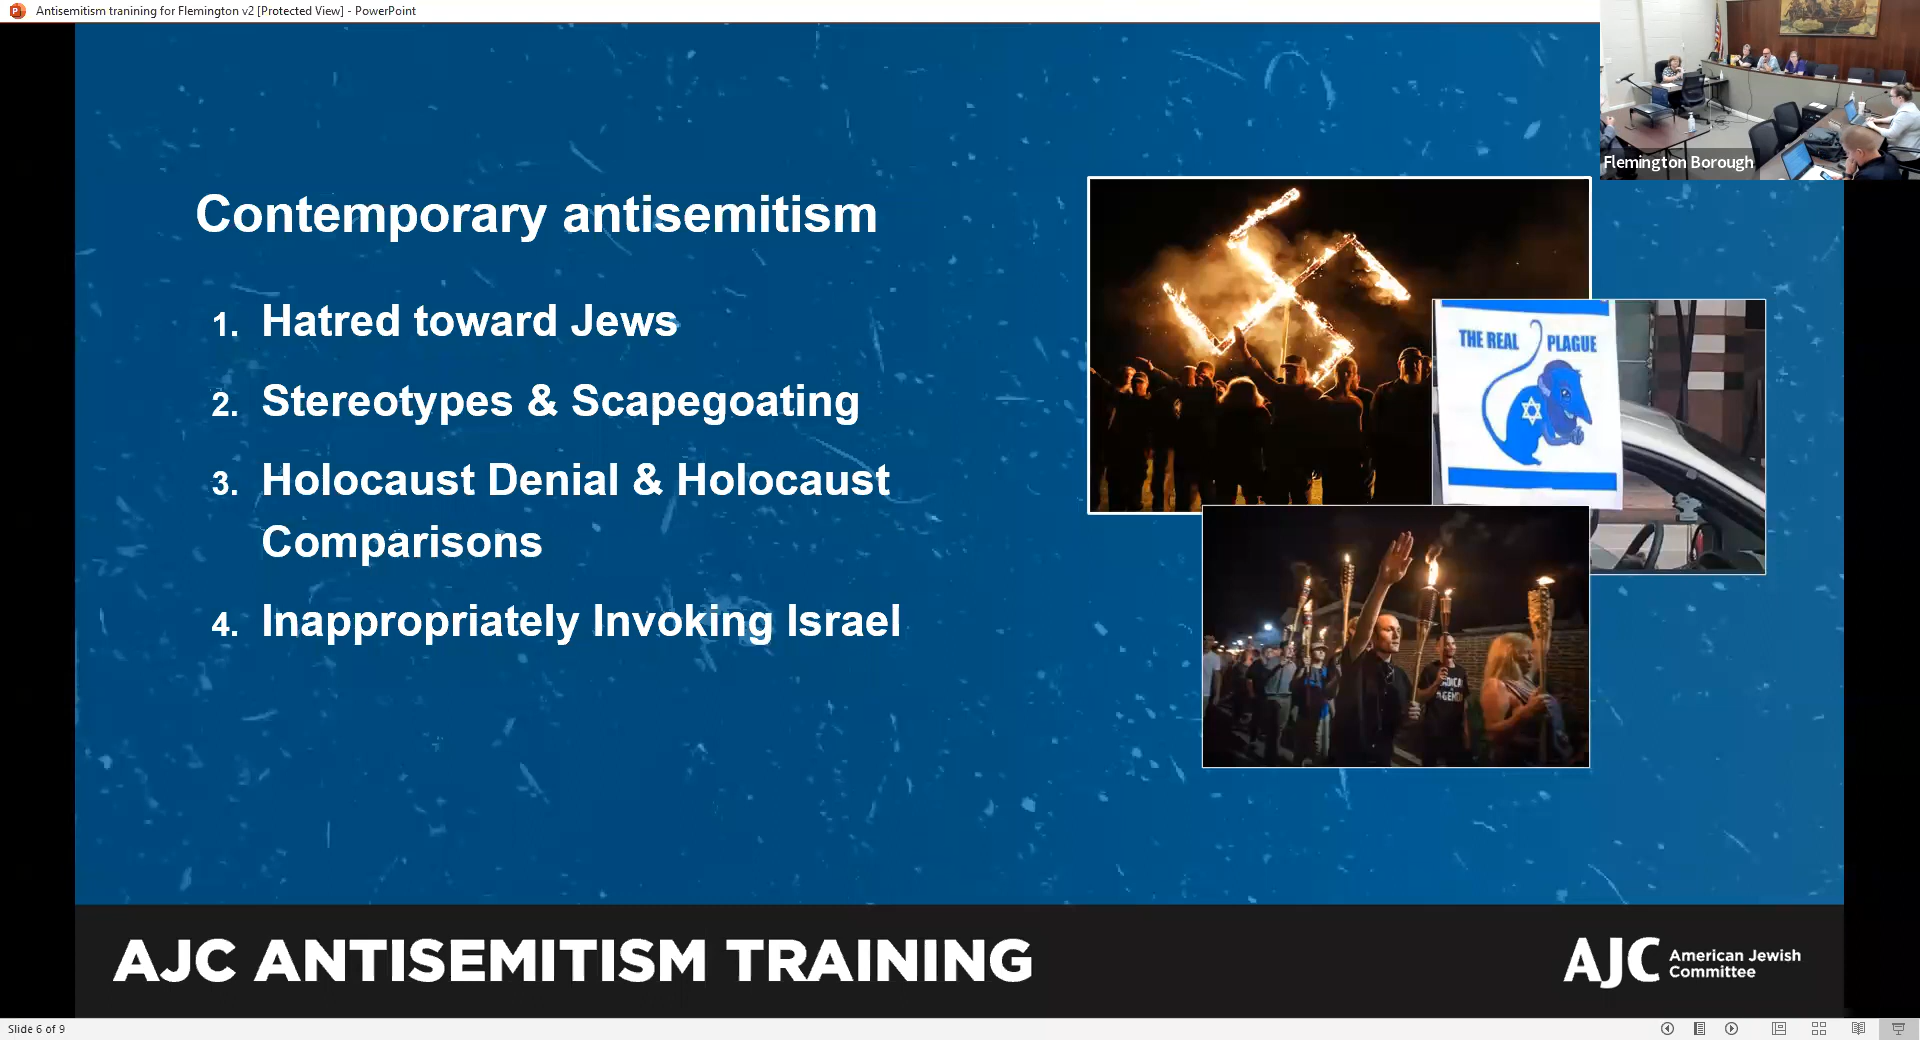 Antisemitism tranining for Flemington v2 [Protected View] - PowerPoint
Flemington Borough
Contemporary antisemitism
1. Hatred toward Jews
2. Stereotypes & Scapegoating
3. Holocaust Denial & Holocaust
Comparisons
4. Inappropriately Invoking Israel
THE REAL PLAGUE
AJC ANTISEMITISM TRAINING
AJC American Jewish
Committee
Slide 6 of 9